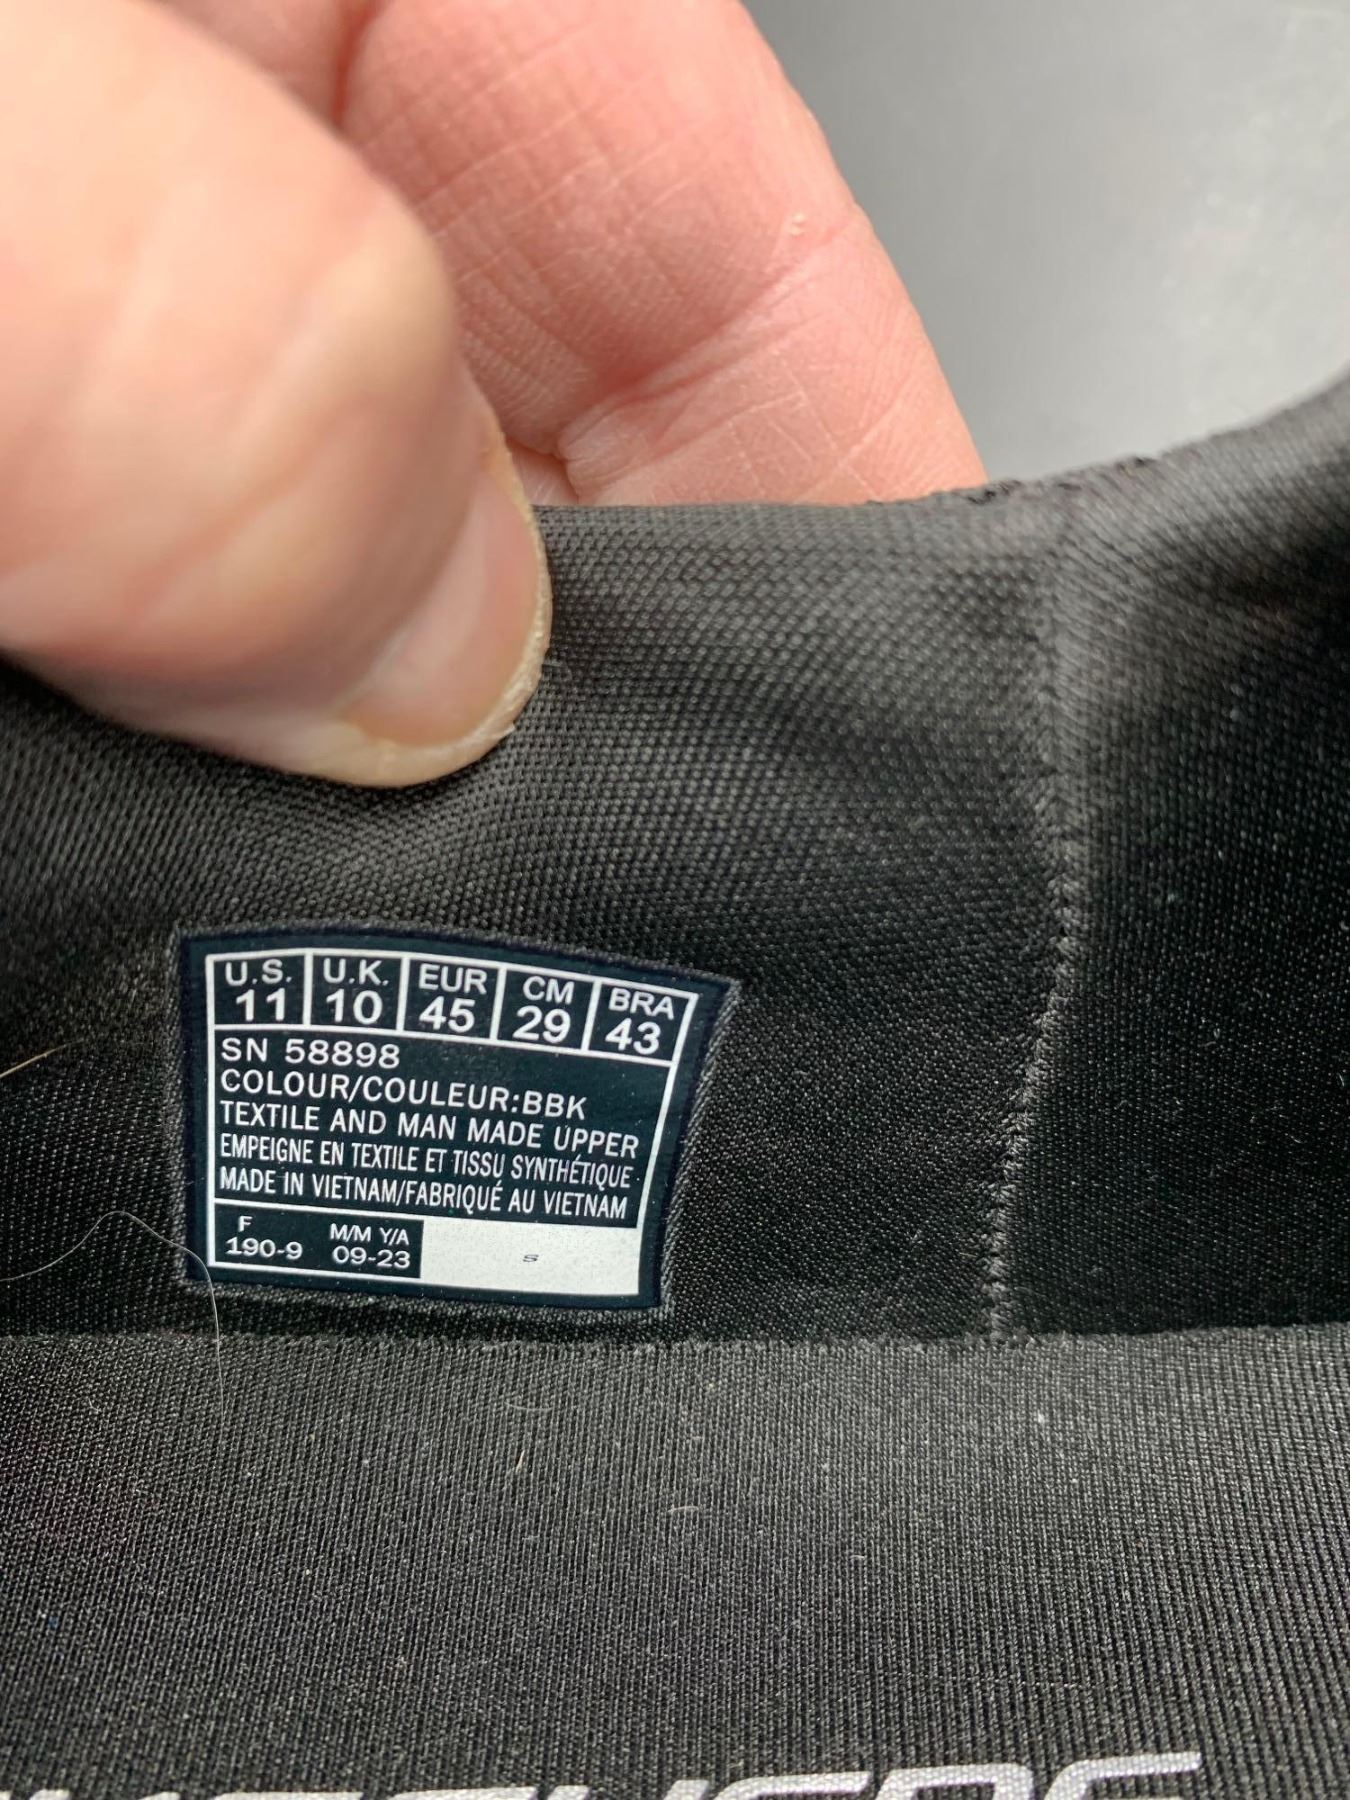 U.S. U.K. EUR CM BRA
11 10 45 29 43
SN 58898
COLOUR/COULEUR:BBK
TEXTILE AND MAN MADE UPPER
EMPEIGNE EN TEXTILE ET TISSU SYNTHÉTIQUE
MADE IN VIETNAM/FABRIQUÉ AU VIETNAM
F M/M Y/A
190-9 09-23
S